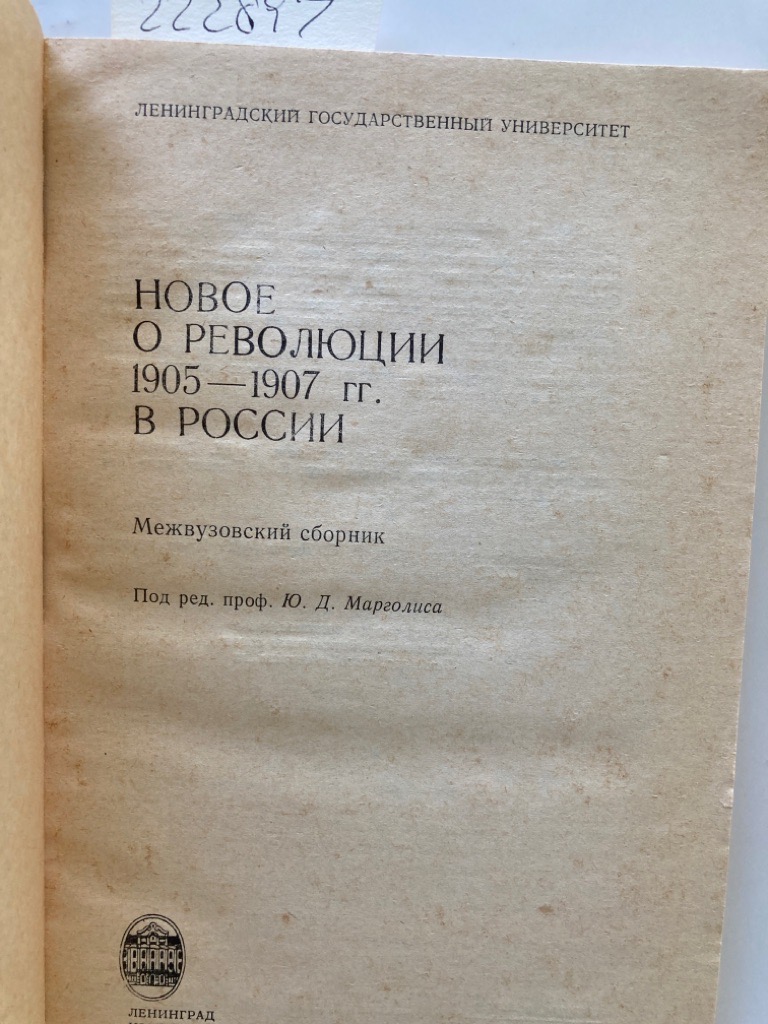 ЛЕНИНГРАДСКИЙ ГОСУДАРСТВЕННЫЙ УНИВЕРСИТЕТ
НОВОЕ
О РЕВОЛЮЦИИ
1905—1907 гг.
В РОССИИ
Межвузовский сборник
Под ред. проф. Ю. Д. Марголиса
ЛЕНИНГРАД